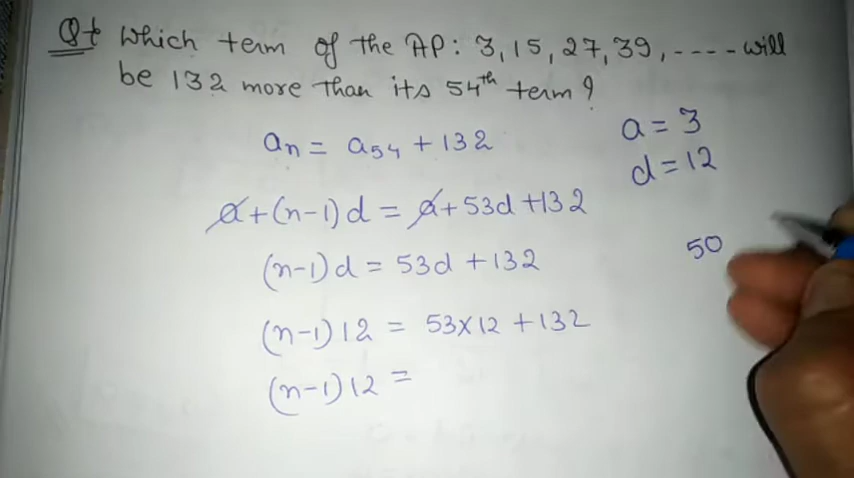 Q† Which term of the AP: 3, 15, 27, 39, ---- will
be 132 more than its 54th term?
an = a54 + 132
a = 3
d = 12
a + (n-1)d = a + 53d + 132
(n-1)d = 53d + 132
50
(n-1)12 = 53×12 + 132
(n-1)12 =